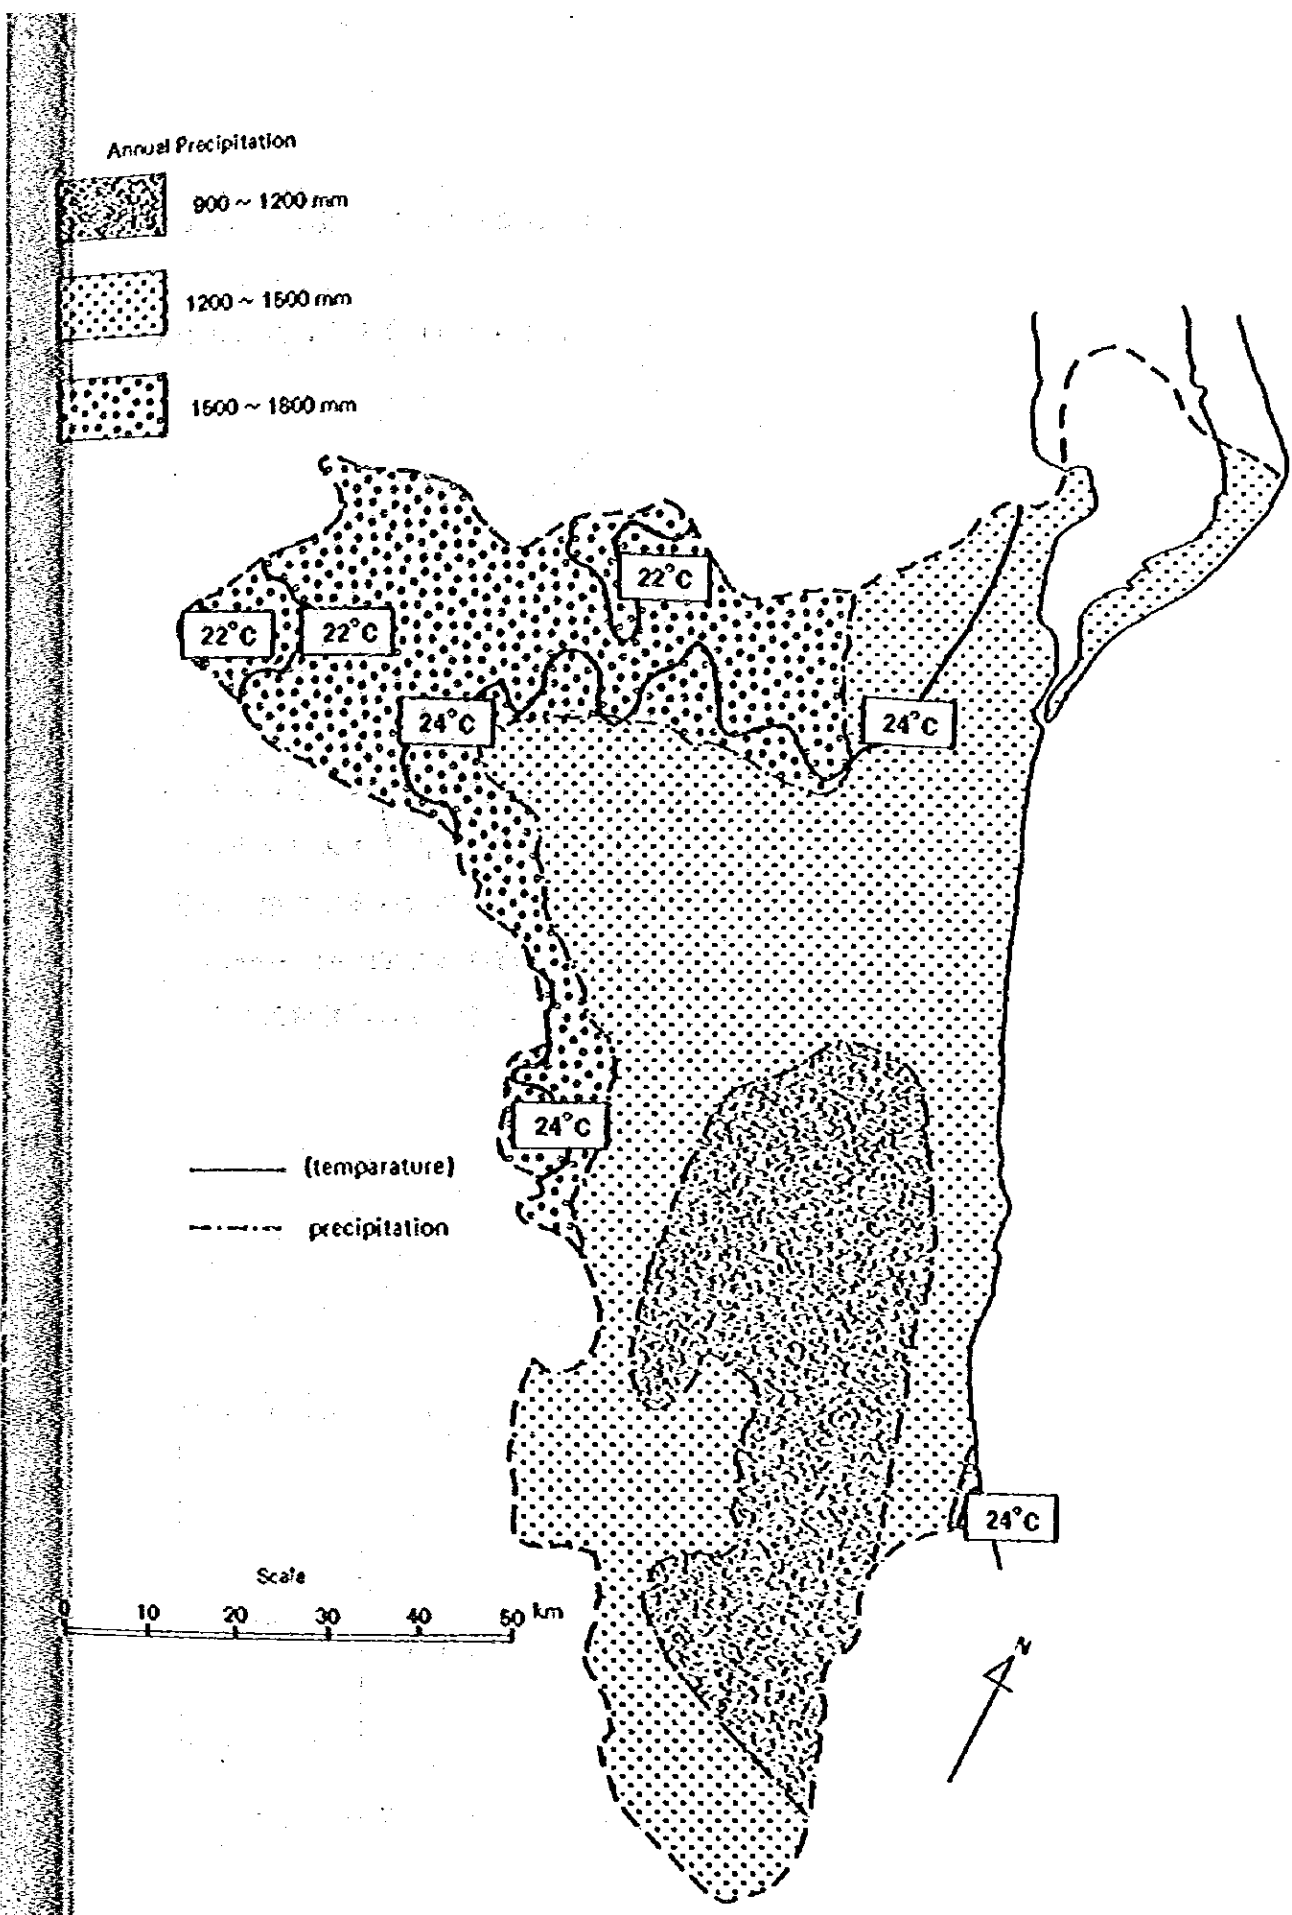 Annual Precipitation
900 ~ 1200 mm
1200 ~ 1500 mm
1500 ~ 1800 mm
22°C
22°C 22°C
24°C 24°C
24°C
(temparature)
precipitation
24°C
Scale
0 10 20 30 40 50 km
N